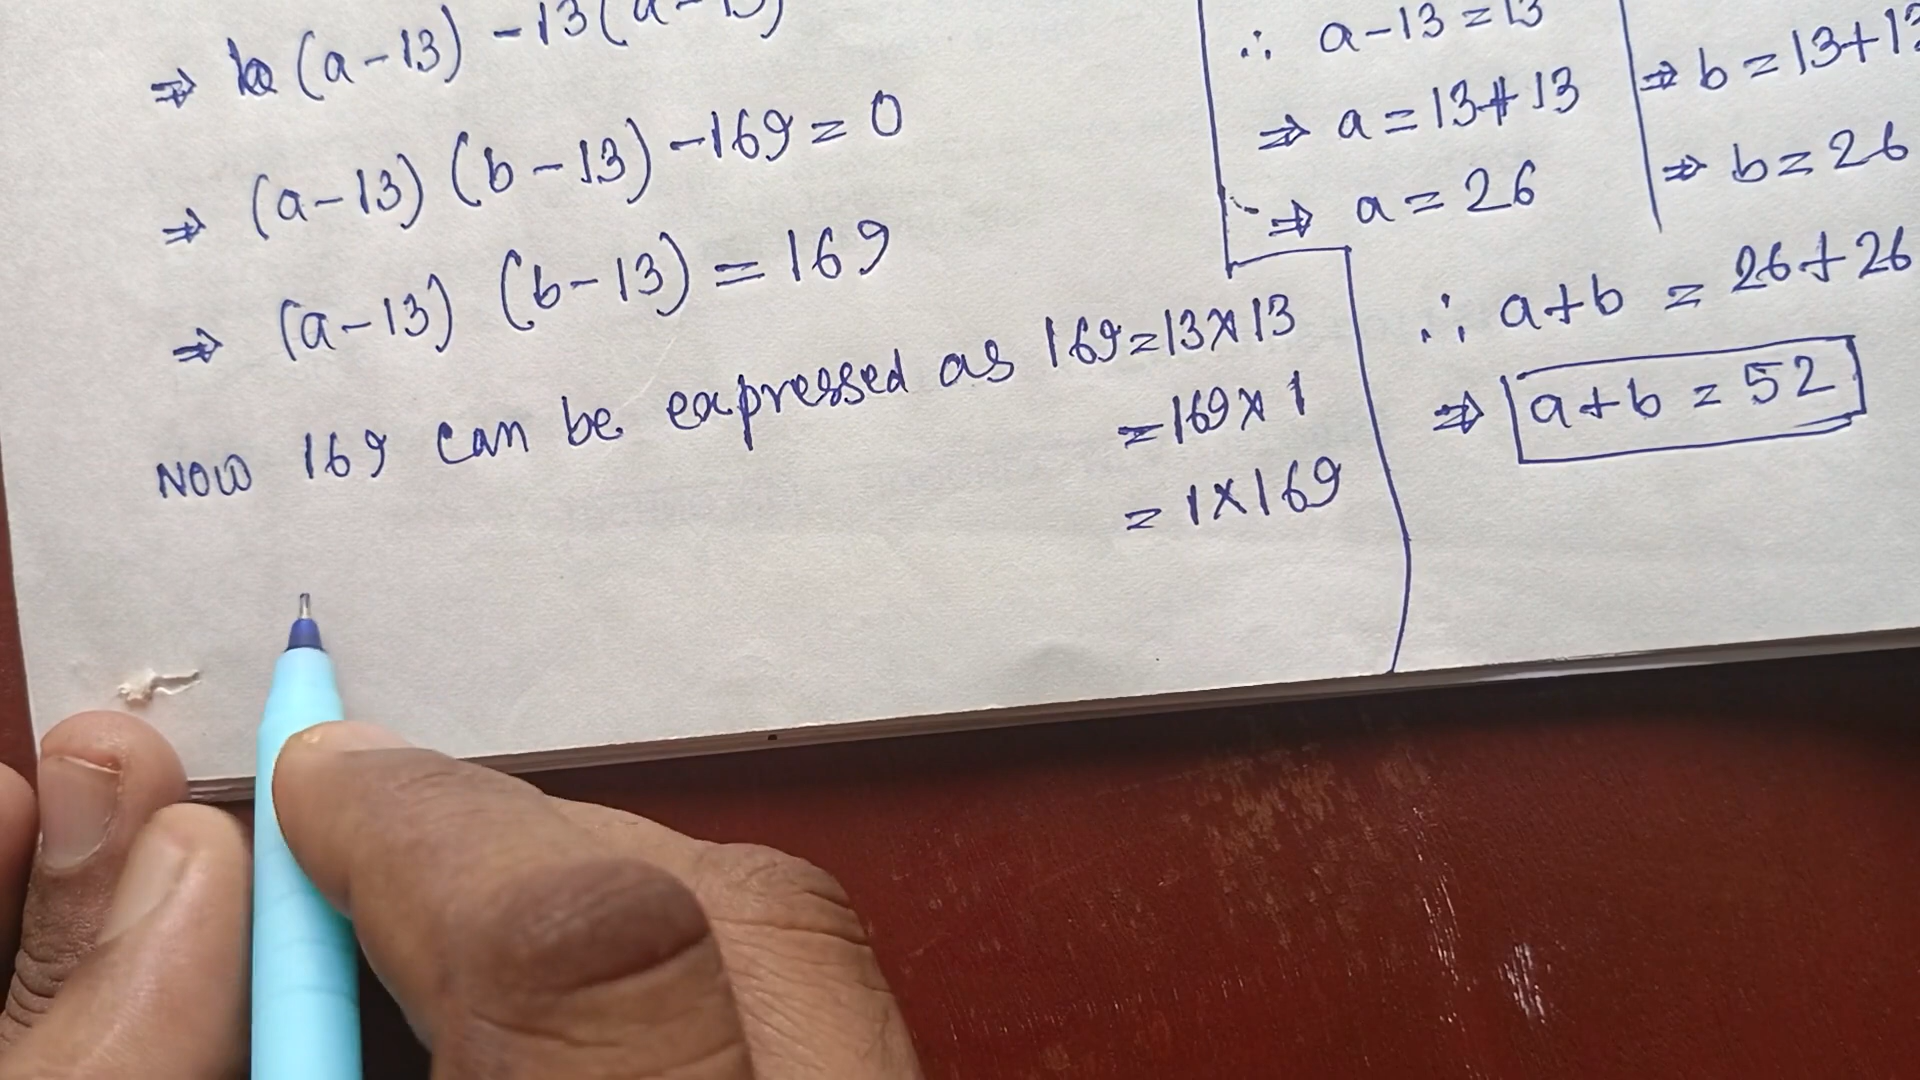 ⇒ b(a-13) -13(a-13)
⇒ (a-13) (b-13) -169 = 0
⇒ (a-13) (b-13) = 169
NOW 169 can be expressed as 169 = 13×13
= 169×1
= 1×169
∴ a-13 = 13
⇒ a = 13+13
⇒ a = 26
⇒ b = 13+13
⇒ b = 26
∴ a+b = 26+26
⇒ a+b = 52